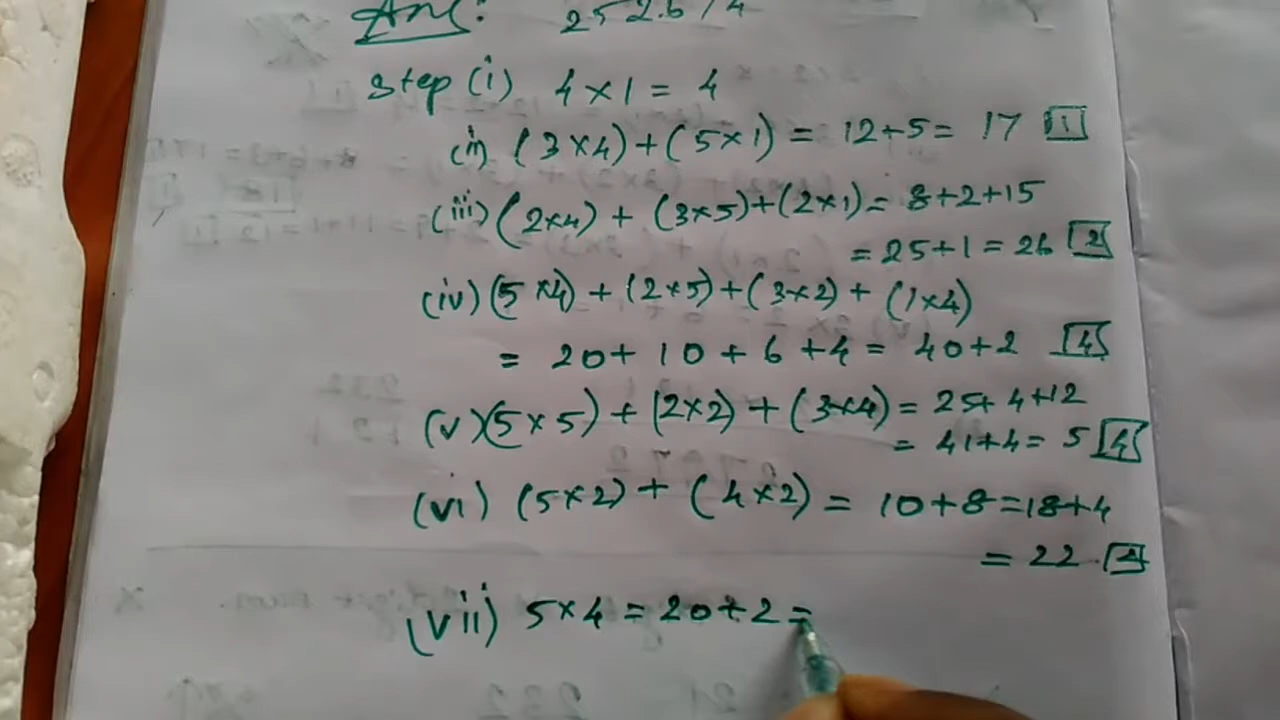 Ans: 252.6 / 4
Step (i) 4 × 1 = 4
(ii) (3 × 4) + (5 × 1) = 12 + 5 = 17 1
(iii) (2 × 4) + (3 × 5) + (2 × 1) = 8 + 2 + 15
= 25 + 1 = 26 2
(iv) (5 × 4) + (2 × 5) + (3 × 2) + (1 × 4)
= 20 + 10 + 6 + 4 = 40 + 2 4
(v) (5 × 5) + (2 × 2) + (3 × 4) = 25 + 4 + 12
= 41 + 4 = 5 4
(vi) (5 × 2) + (4 × 2) = 10 + 8 = 18 + 4
= 22
(vii) 5 × 4 = 20 + 2 =